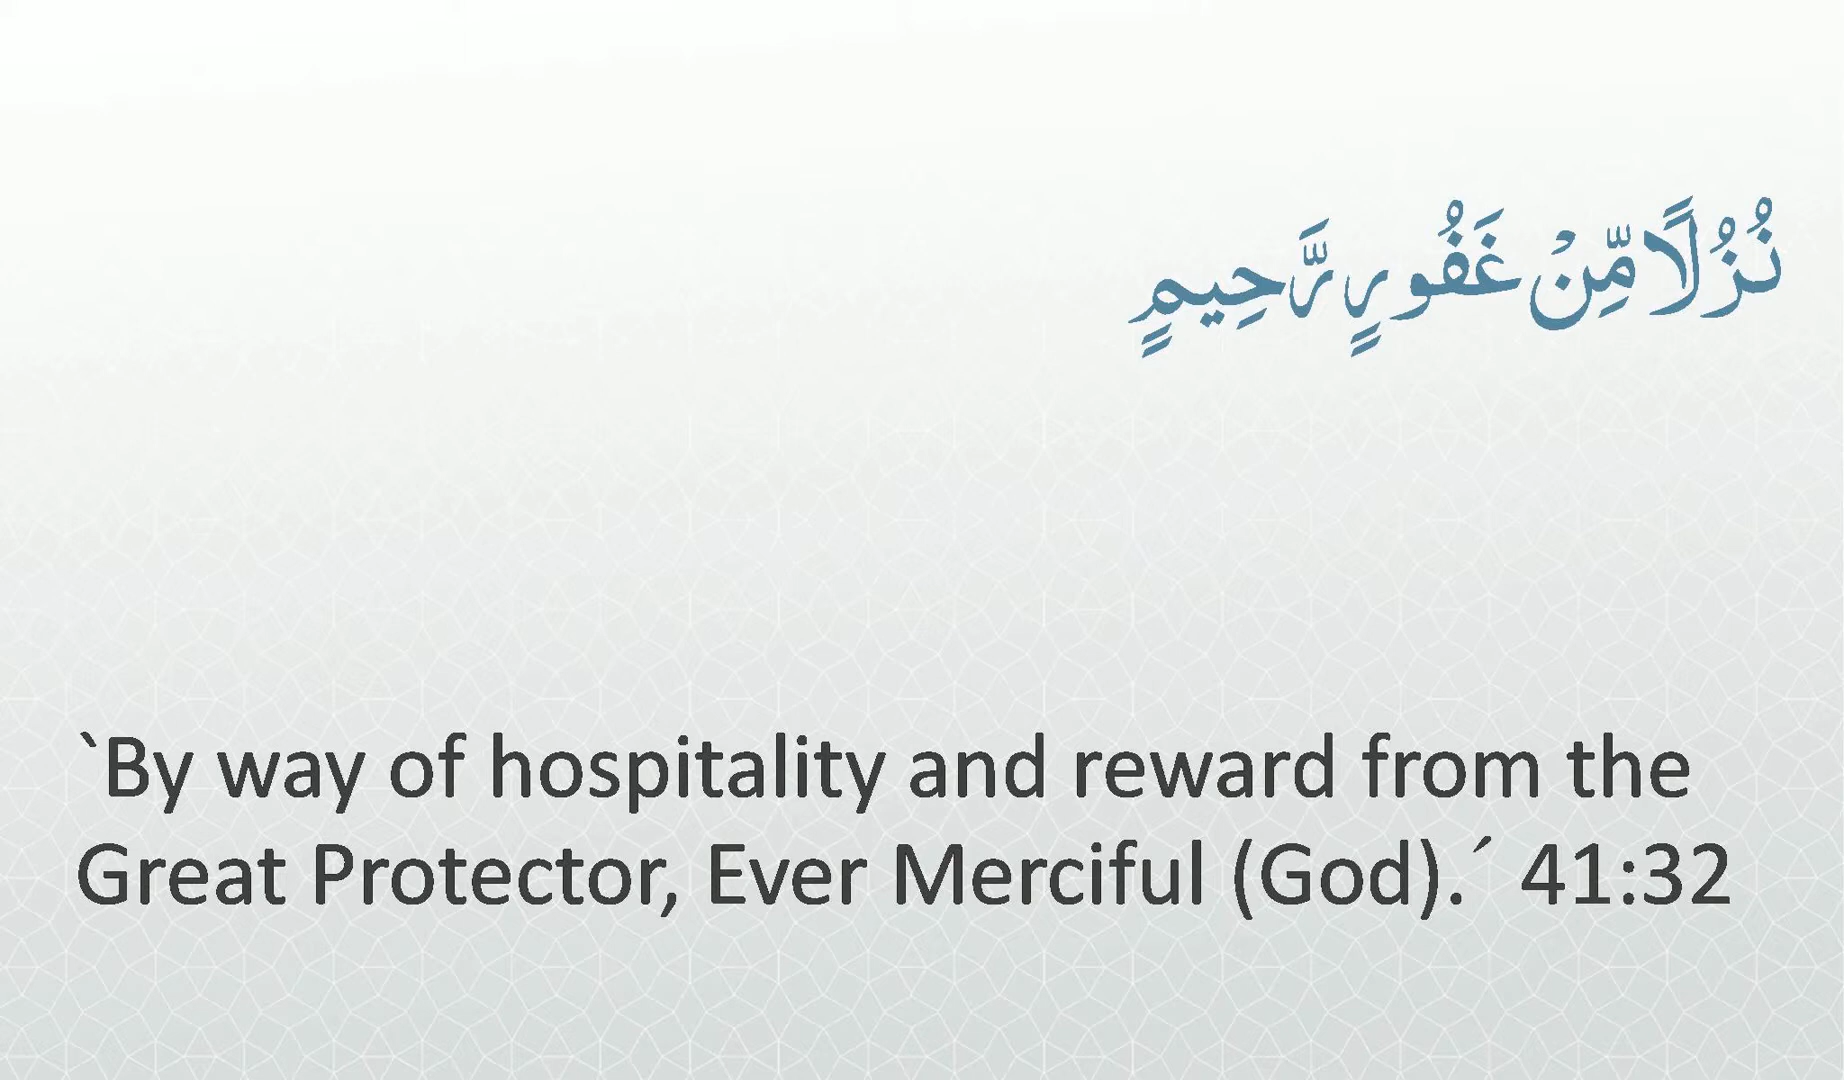 نُزُلًا مِّنْ غَفُورٍ رَّحِيمٍ
`By way of hospitality and reward from the
Great Protector, Ever Merciful (God).´ 41:32